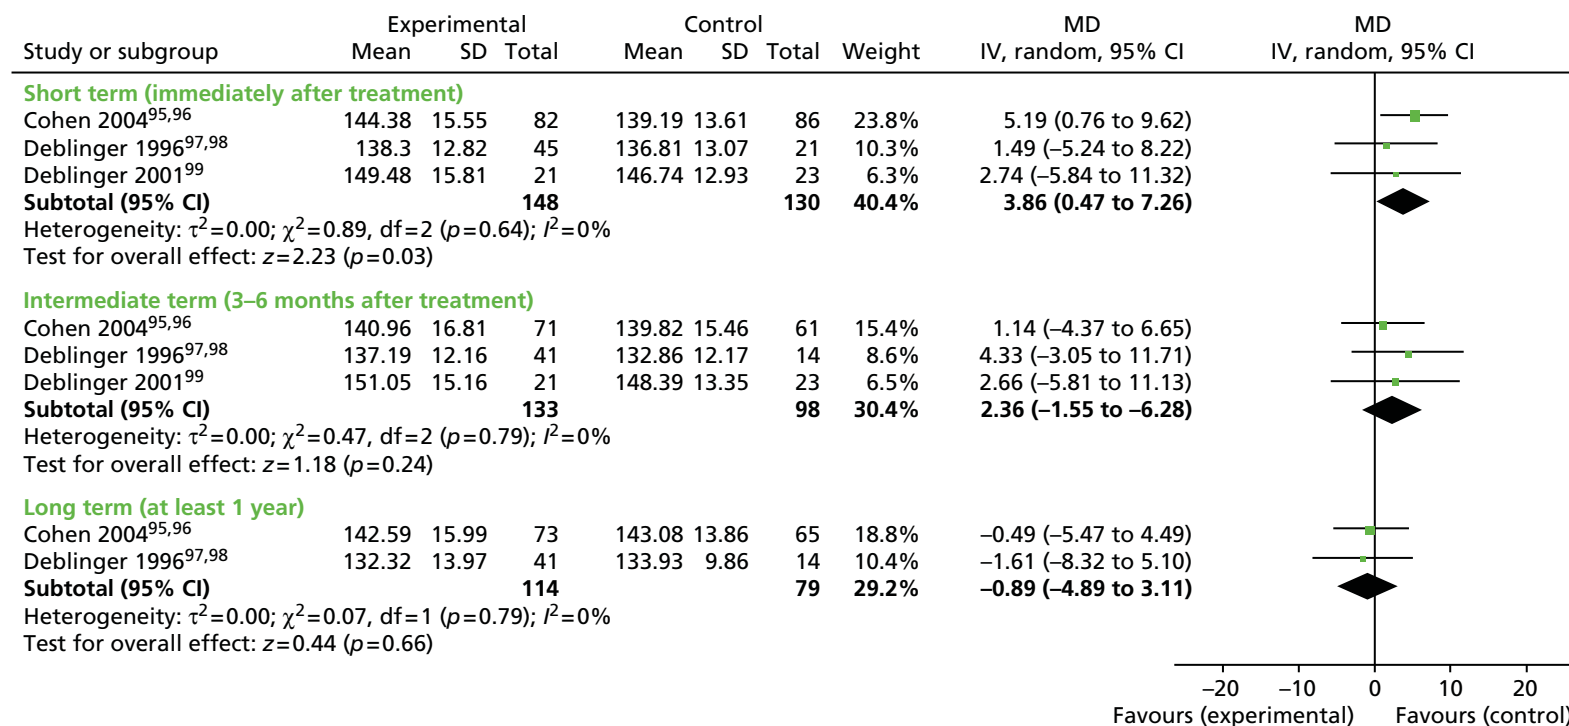 Experimental Control MD MD
Study or subgroup Mean SD Total Mean SD Total Weight IV, random, 95% CI IV, random, 95% CI
Short term (immediately after treatment)
Cohen 2004⁹⁵,⁹⁶ 144.38 15.55 82 139.19 13.61 86 23.8% 5.19 (0.76 to 9.62)
Deblinger 1996⁹⁷,⁹⁸ 138.3 12.82 45 136.81 13.07 21 10.3% 1.49 (–5.24 to 8.22)
Deblinger 2001⁹⁹ 149.48 15.81 21 146.74 12.93 23 6.3% 2.74 (–5.84 to 11.32)
Subtotal (95% CI) 148 130 40.4% 3.86 (0.47 to 7.26)
Heterogeneity: τ²=0.00; χ²=0.89, df=2 (p=0.64); I²=0%
Test for overall effect: z=2.23 (p=0.03)
Intermediate term (3–6 months after treatment)
Cohen 2004⁹⁵,⁹⁶ 140.96 16.81 71 139.82 15.46 61 15.4% 1.14 (–4.37 to 6.65)
Deblinger 1996⁹⁷,⁹⁸ 137.19 12.16 41 132.86 12.17 14 8.6% 4.33 (–3.05 to 11.71)
Deblinger 2001⁹⁹ 151.05 15.16 21 148.39 13.35 23 6.5% 2.66 (–5.81 to 11.13)
Subtotal (95% CI) 133 98 30.4% 2.36 (–1.55 to –6.28)
Heterogeneity: τ²=0.00; χ²=0.47, df=2 (p=0.79); I²=0%
Test for overall effect: z=1.18 (p=0.24)
Long term (at least 1 year)
Cohen 2004⁹⁵,⁹⁶ 142.59 15.99 73 143.08 13.86 65 18.8% –0.49 (–5.47 to 4.49)
Deblinger 1996⁹⁷,⁹⁸ 132.32 13.97 41 133.93 9.86 14 10.4% –1.61 (–8.32 to 5.10)
Subtotal (95% CI) 114 79 29.2% –0.89 (–4.89 to 3.11)
Heterogeneity: τ²=0.00; χ²=0.07, df=1 (p=0.79); I²=0%
Test for overall effect: z=0.44 (p=0.66)
–20 –10 0 10 20
Favours (experimental) Favours (control)